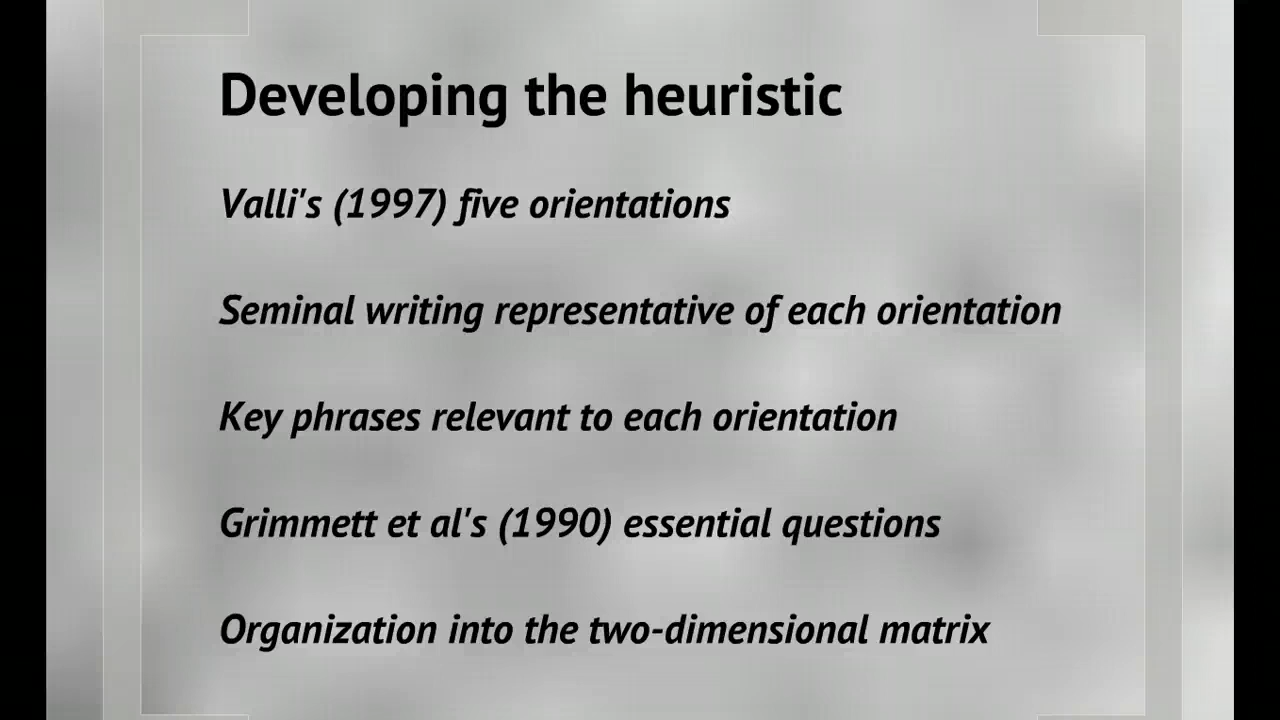 Developing the heuristic
Valli's (1997) five orientations
Seminal writing representative of each orientation
Key phrases relevant to each orientation
Grimmett et al's (1990) essential questions
Organization into the two-dimensional matrix